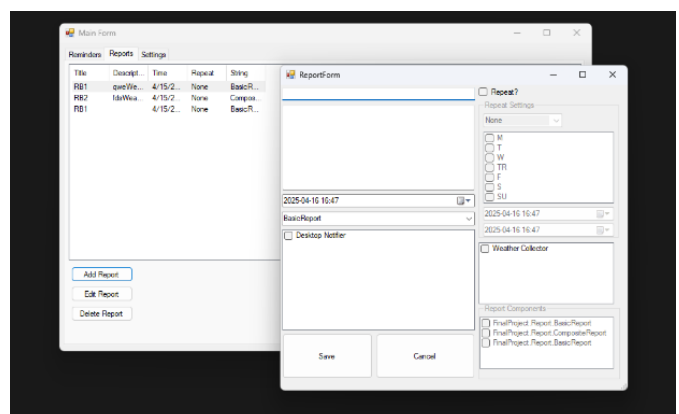 Main Form
Reminders Reports Settings
Title Descript... Time Repeat String
RB1 qweWe... 4/15/2... None BasicR...
RB2 4/15/2... None Compos...
RB1 4/15/2... None BasicR...
Add Report
Edit Report
Delete Report
ReportForm
2025-04-16 16:47
BasicReport
Desktop Notifier
Save Cancel
Repeat?
Repeat Settings
None
M
T
W
TR
F
S
SU
2025-04-16 16:47
2025-04-16 16:47
Weather Collector
Report Components
FinalProject.Report.BasicReport
FinalProject.Report.CompositeReport
FinalProject.Report.BasicReport